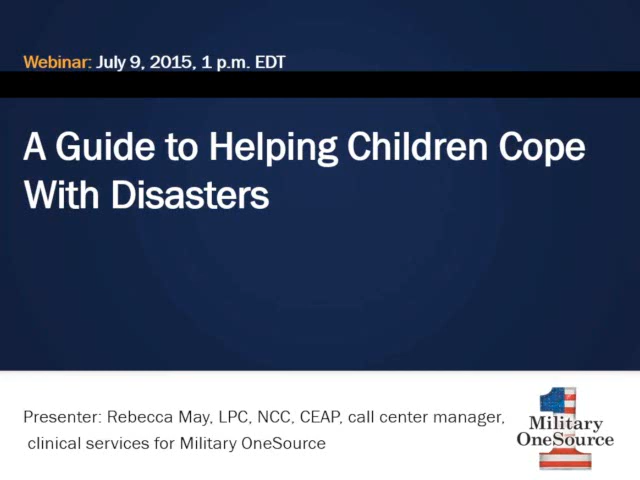 Webinar: July 9, 2015, 1 p.m. EDT
A Guide to Helping Children Cope
With Disasters
Presenter: Rebecca May, LPC, NCC, CEAP, call center manager,
clinical services for Military OneSource
1
Military
OneSource